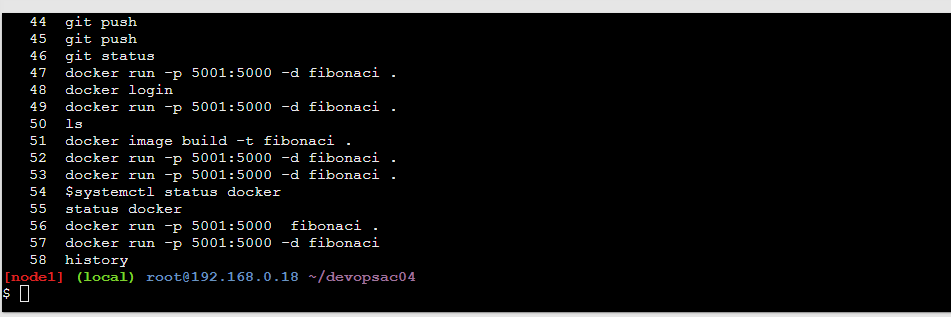 44 git push
45 git push
46 git status
47 docker run -p 5001:5000 -d fibonaci .
48 docker login
49 docker run -p 5001:5000 -d fibonaci .
50 ls
51 docker image build -t fibonaci .
52 docker run -p 5001:5000 -d fibonaci .
53 docker run -p 5001:5000 -d fibonaci .
54 $systemctl status docker
55 status docker
56 docker run -p 5001:5000  fibonaci .
57 docker run -p 5001:5000 -d fibonaci
58 history
[node1] (local) root@192.168.0.18 ~/devopsac04
$